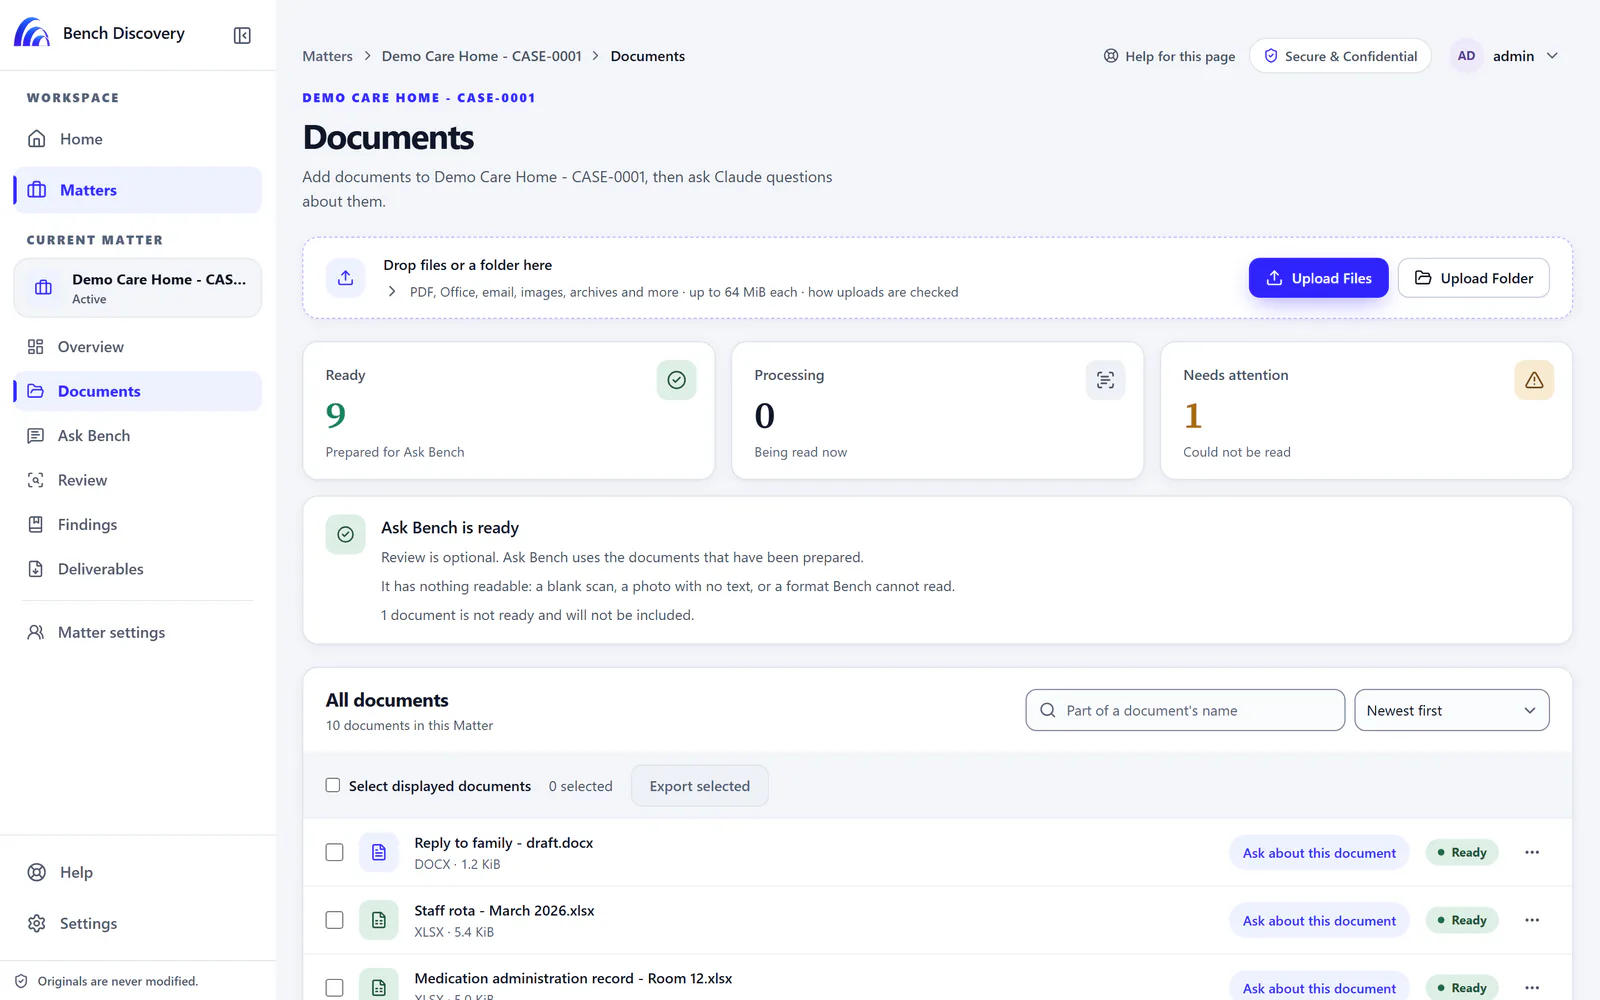 Bench Discovery
WORKSPACE
Home
Matters
CURRENT MATTER
Demo Care Home - CAS...
Active
Overview
Documents
Ask Bench
Review
Findings
Deliverables
Matter settings
Help
Settings
Originals are never modified.
Matters > Demo Care Home - CASE-0001 > Documents
Help for this page
Secure & Confidential
AD admin
DEMO CARE HOME - CASE-0001
Documents
Add documents to Demo Care Home - CASE-0001, then ask Claude questions
about them.
Drop files or a folder here
PDF, Office, email, images, archives and more · up to 64 MiB each · how uploads are checked
Upload Files
Upload Folder
Ready
9
Prepared for Ask Bench
Processing
0
Being read now
Needs attention
1
Could not be read
Ask Bench is ready
Review is optional. Ask Bench uses the documents that have been prepared.
It has nothing readable: a blank scan, a photo with no text, or a format Bench cannot read.
1 document is not ready and will not be included.
All documents
10 documents in this Matter
Part of a document's name
Newest first
Select displayed documents
0 selected
Export selected
Reply to family - draft.docx
DOCX · 1.2 KiB
Ask about this document
Ready
Staff rota - March 2026.xlsx
XLSX · 5.4 KiB
Ask about this document
Ready
Medication administration record - Room 12.xlsx
XLSX · 5.0 KiB
Ask about this document
Ready